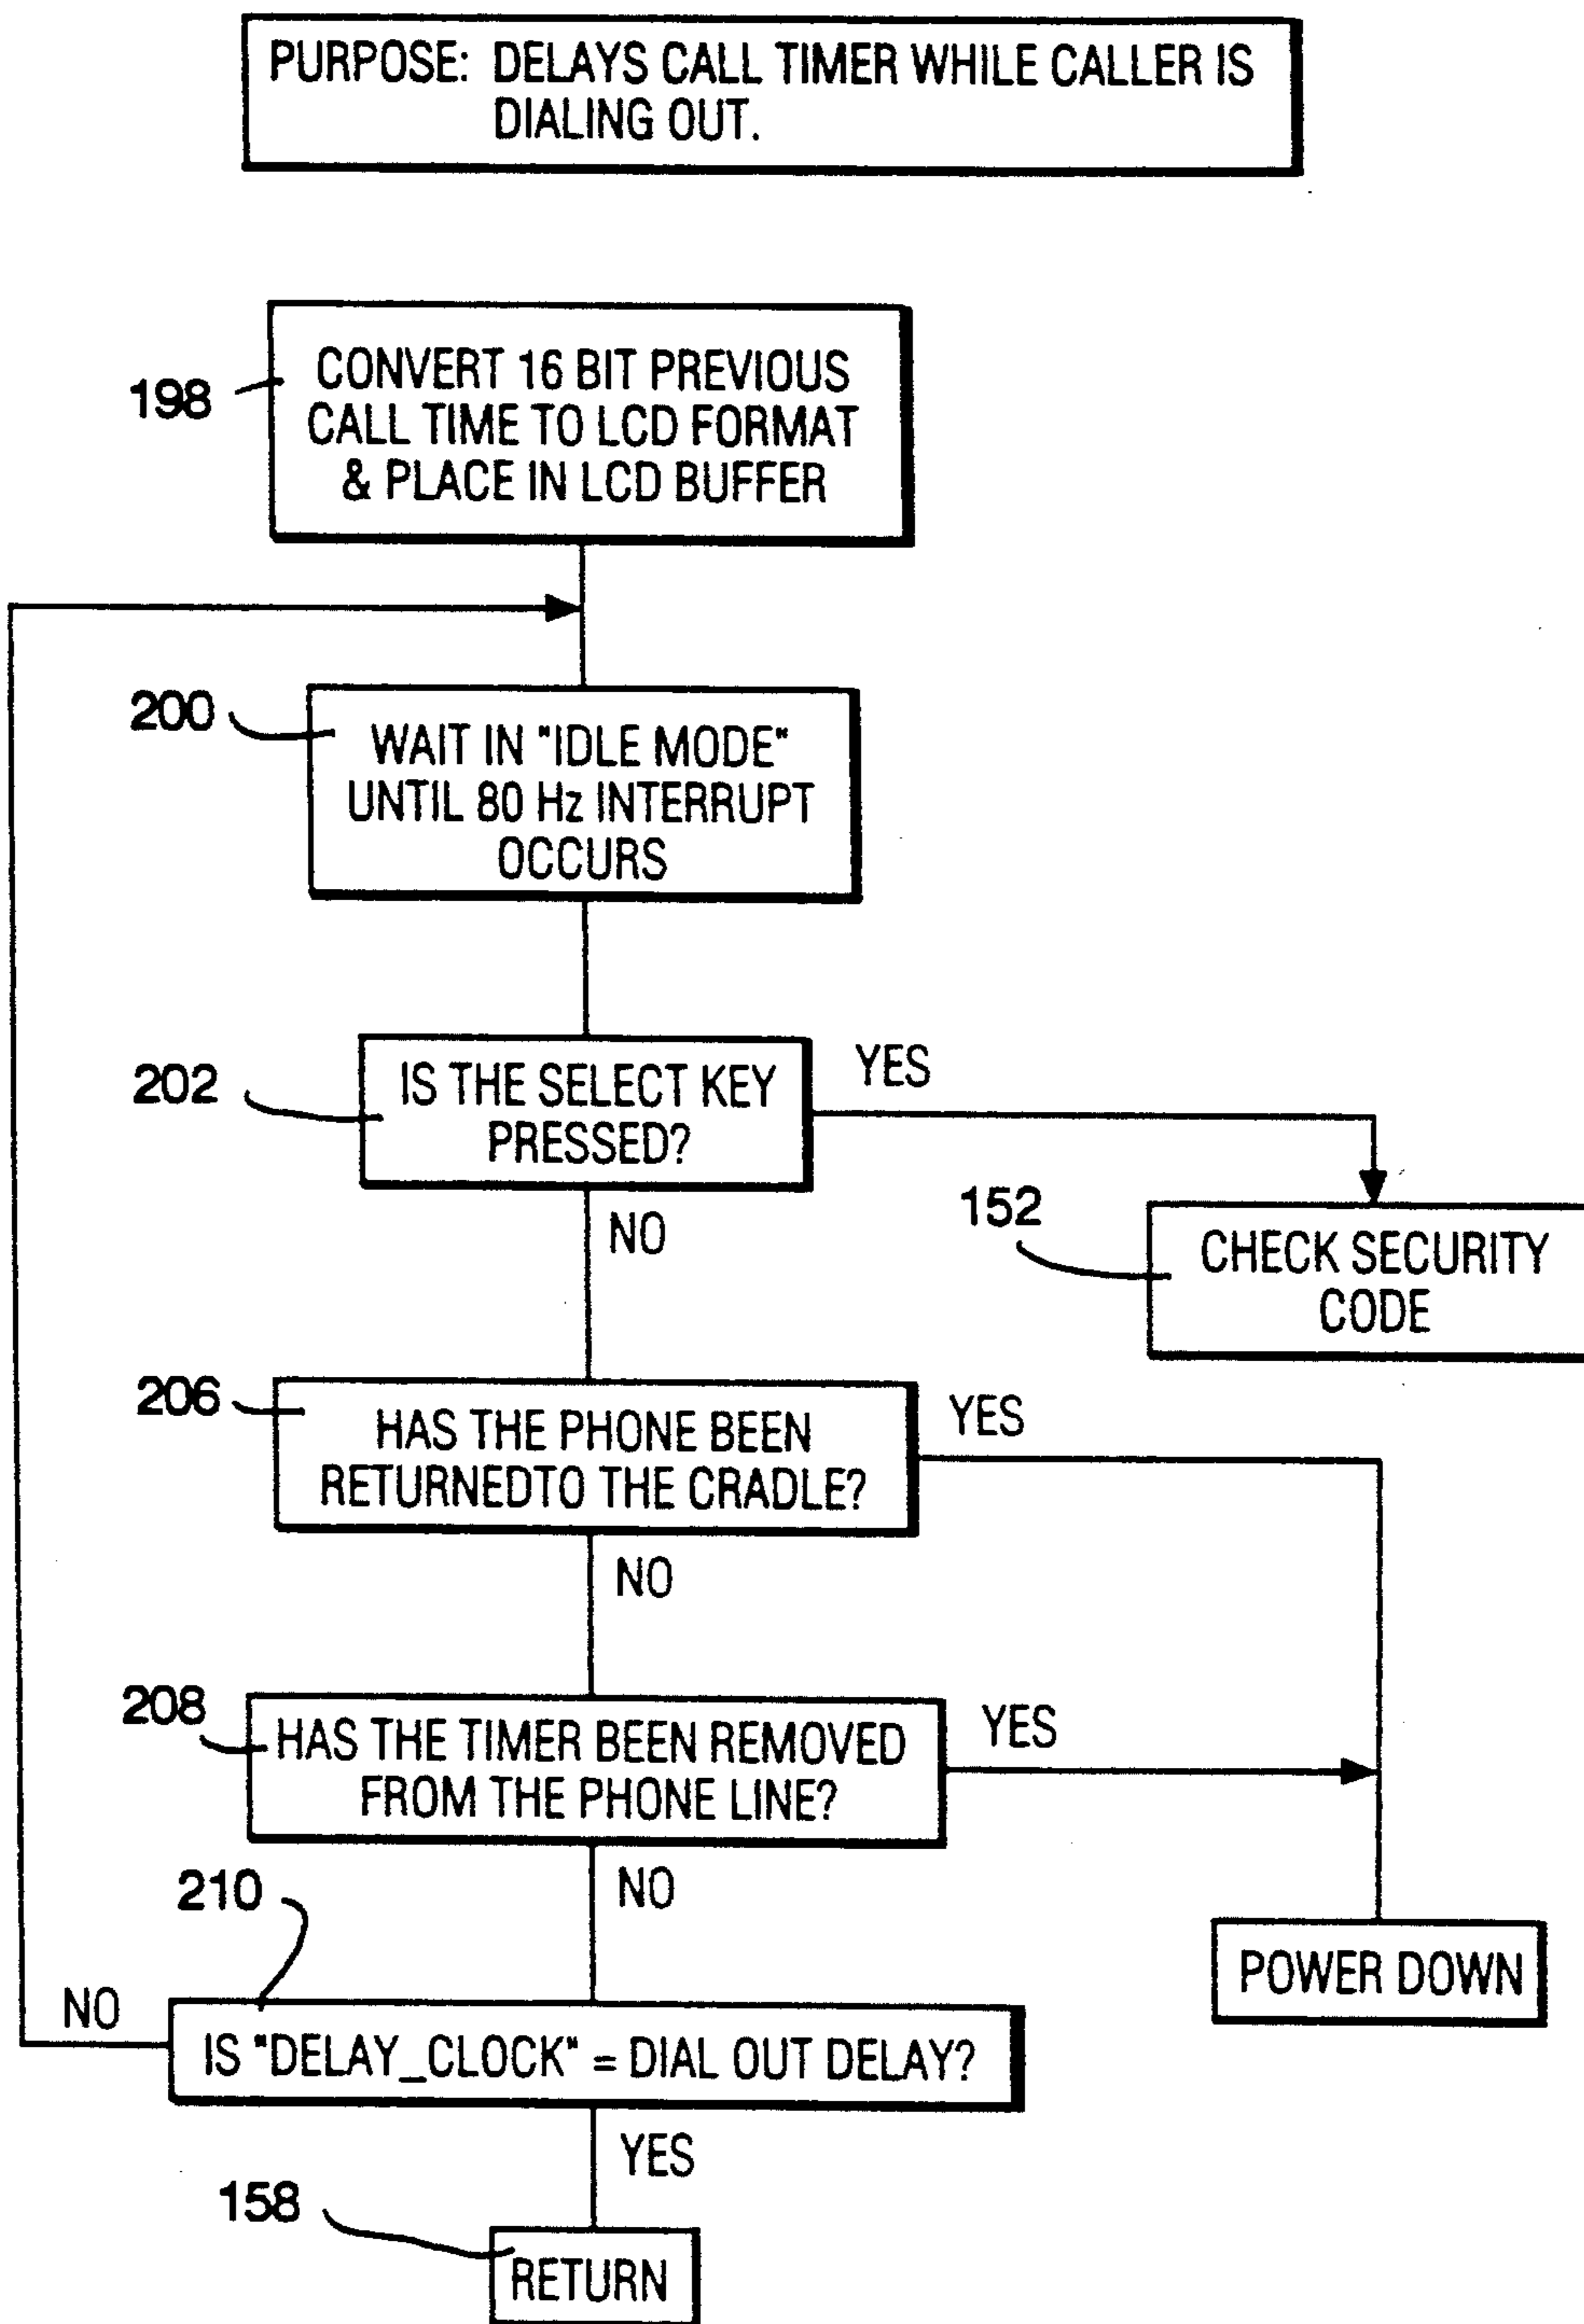 PURPOSE: DELAYS CALL TIMER WHILE CALLER IS
DIALING OUT.
198
CONVERT 16 BIT PREVIOUS
CALL TIME TO LCD FORMAT
& PLACE IN LCD BUFFER
200
WAIT IN "IDLE MODE"
UNTIL 80 Hz INTERRUPT
OCCURS
202
IS THE SELECT KEY
PRESSED?
YES
NO
152
CHECK SECURITY
CODE
206
HAS THE PHONE BEEN
RETURNEDTO THE CRADLE?
YES
NO
208
HAS THE TIMER BEEN REMOVED
FROM THE PHONE LINE?
YES
NO
210
POWER DOWN
NO
IS "DELAY_CLOCK" = DIAL OUT DELAY?
YES
158
RETURN